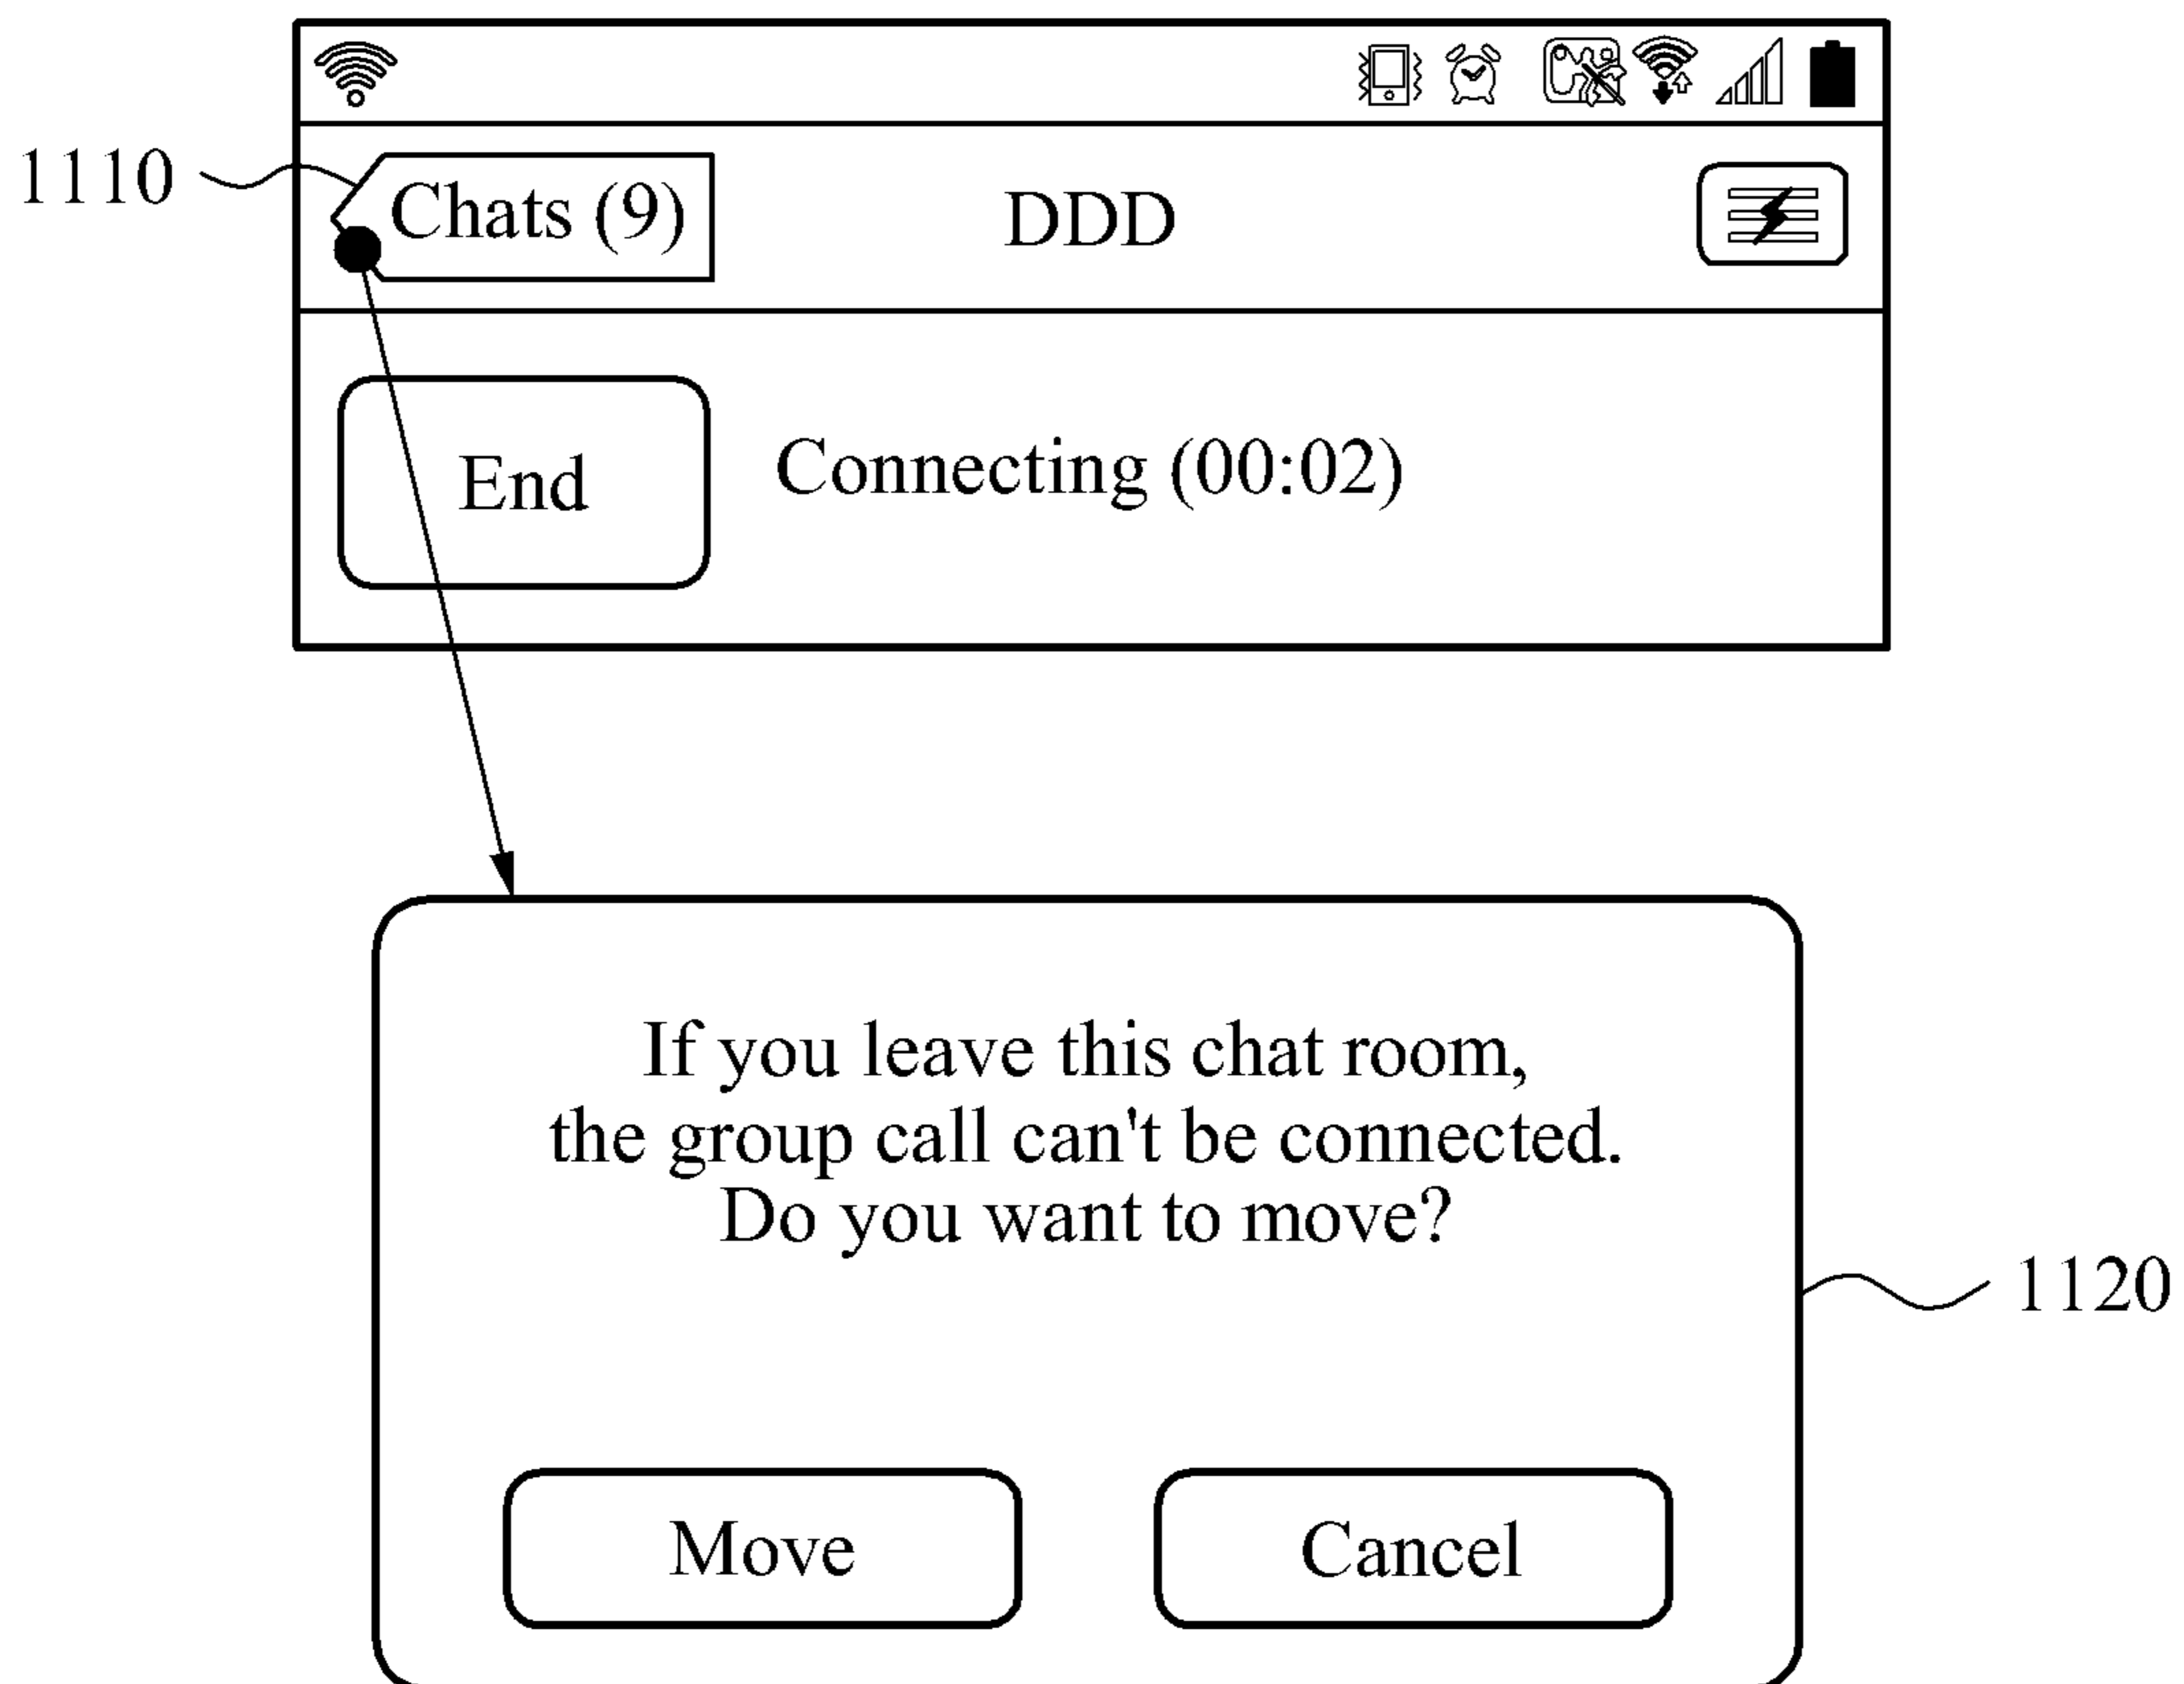 1110
Chats (9)
DDD
End
Connecting (00:02)
If you leave this chat room,
the group call can't be connected.
Do you want to move?
1120
Move
Cancel